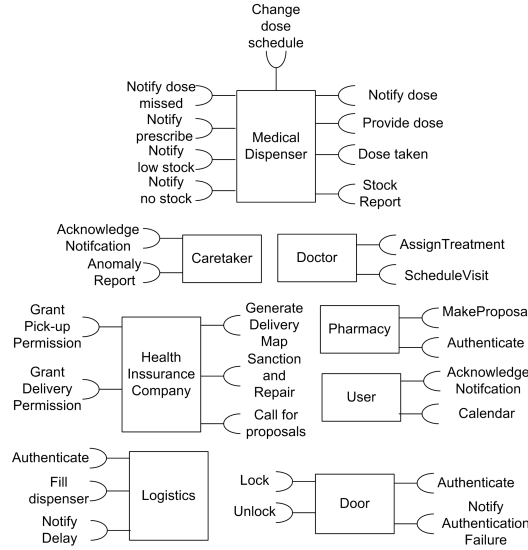 Change
dose
schedule
Notify dose
missed
Notify
prescribe
Notify
low stock
Notify
no stock
Medical
Dispenser
Notify dose
Provide dose
Dose taken
Stock
Report
Acknowledge
Notifcation
Anomaly
Report
Caretaker
Doctor
AssignTreatment
ScheduleVisit
Grant
Pick-up
Permission
Grant
Delivery
Permission
Health
Inssurance
Company
Generate
Delivery
Map
Sanction
and
Repair
Call for
proposals
Pharmacy
MakeProposa
Authenticate
User
Acknowledge
Notifcation
Calendar
Authenticate
Fill
dispenser
Notify
Delay
Logistics
Lock
Unlock
Door
Authenticate
Notify
Authentication
Failure